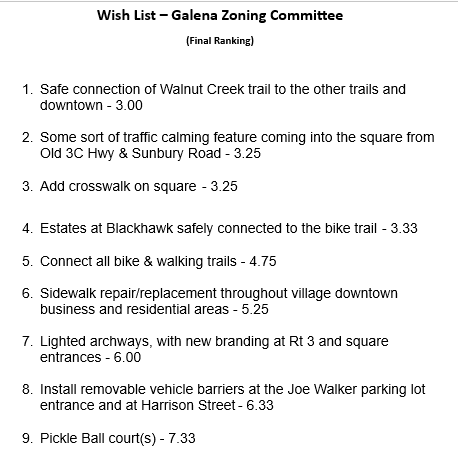 Wish List – Galena Zoning Committee
(Final Ranking)
1. Safe connection of Walnut Creek trail to the other trails and
downtown - 3.00
2. Some sort of traffic calming feature coming into the square from
Old 3C Hwy & Sunbury Road - 3.25
3. Add crosswalk on square - 3.25
4. Estates at Blackhawk safely connected to the bike trail - 3.33
5. Connect all bike & walking trails - 4.75
6. Sidewalk repair/replacement throughout village downtown
business and residential areas - 5.25
7. Lighted archways, with new branding at Rt 3 and square
entrances - 6.00
8. Install removable vehicle barriers at the Joe Walker parking lot
entrance and at Harrison Street - 6.33
9. Pickle Ball court(s) - 7.33